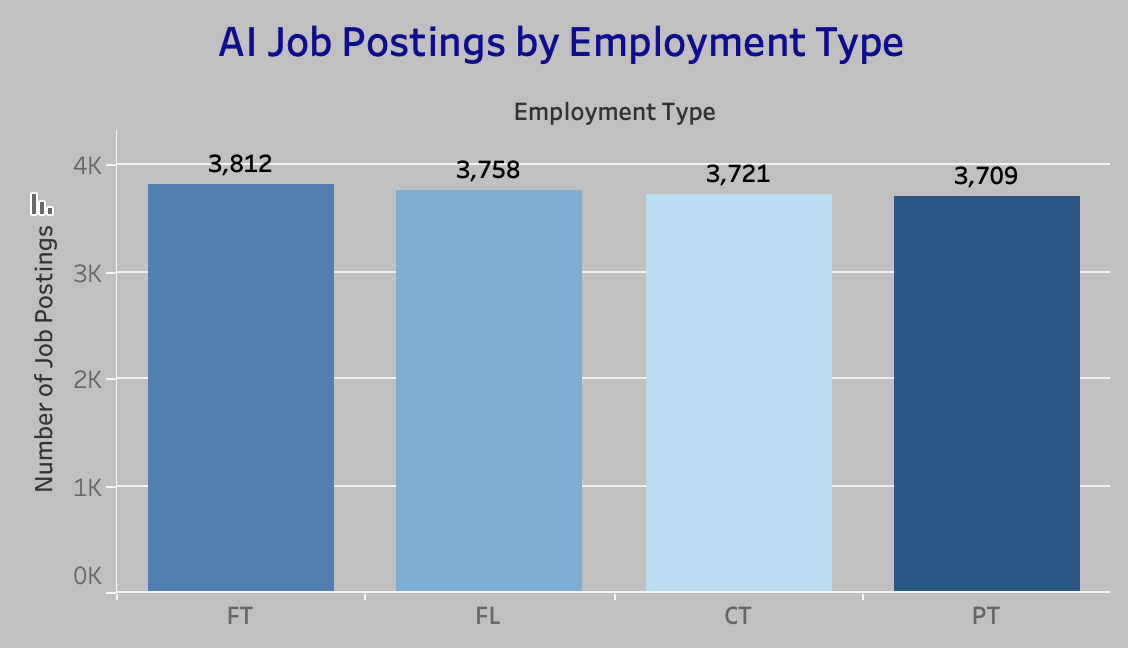 AI Job Postings by Employment Type
Employment Type
Number of Job Postings
4K
3K
2K
1K
0K
3,812
3,758
3,721
3,709
FT
FL
CT
PT